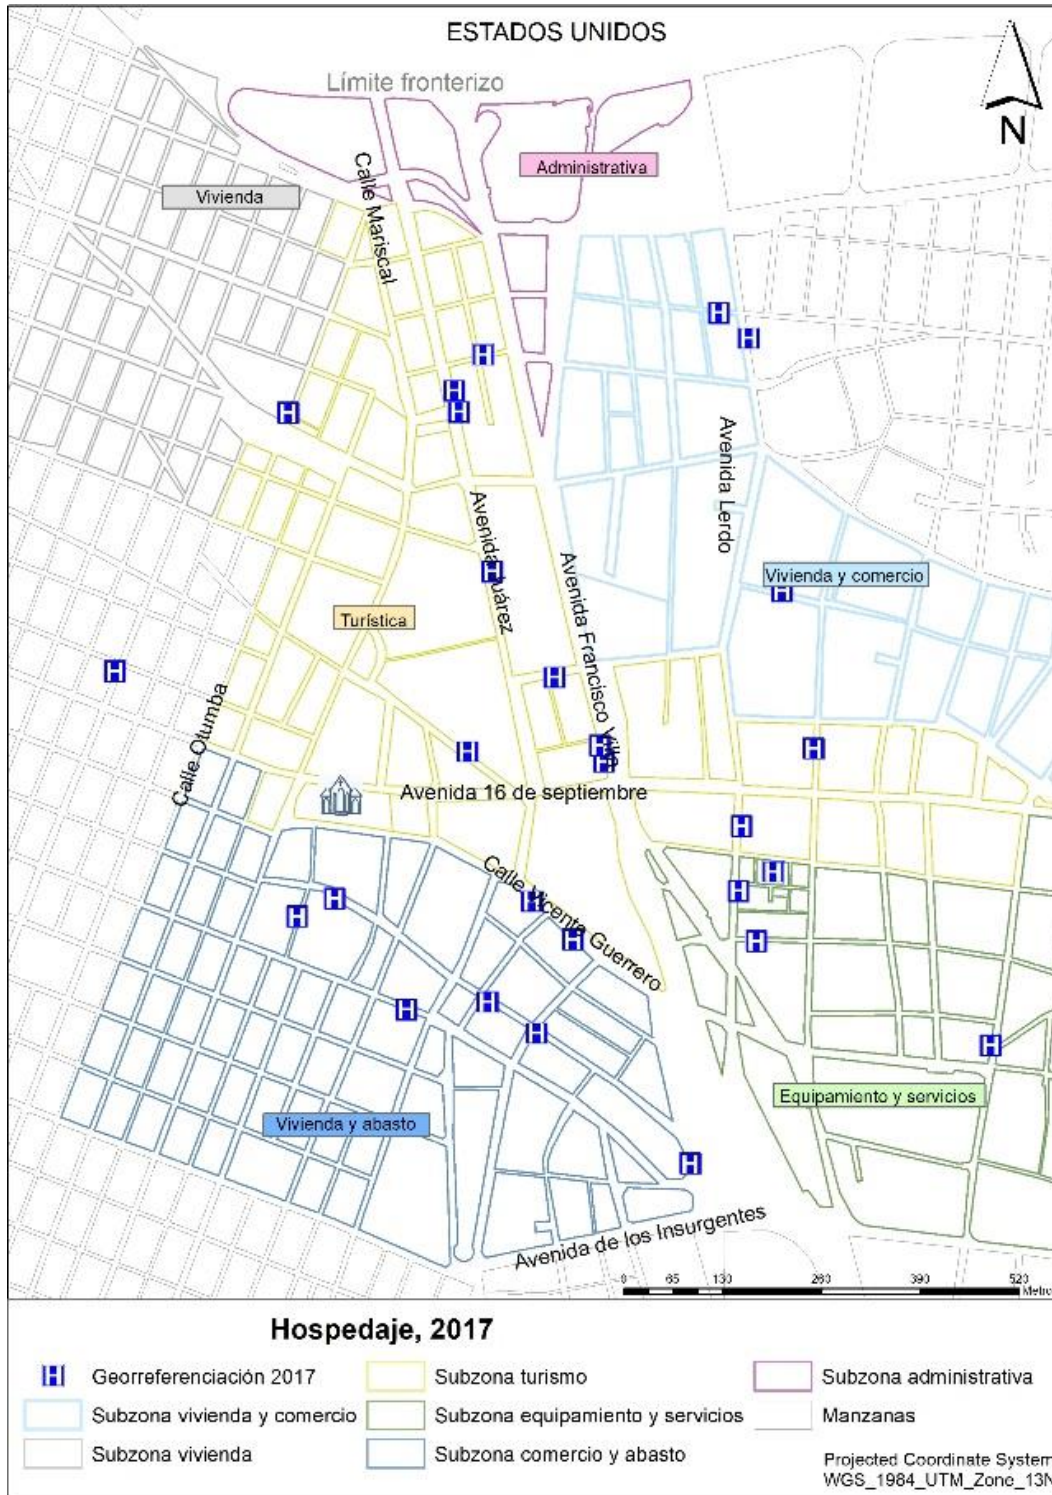 ESTADOS UNIDOS
Límite fronterizo
N
Administrativa
Calle Mariscal
Vivienda
H
H
H
H
H
H
Avenida Lerdo
Avenida Juárez
H
Avenida Francisco Villa
Vivienda y comercio
H
Turística
H
H
Calle Otumba
H
H
H
H
Avenida 16 de septiembre
H
Calle Vicente Guerrero
H
H
H
H
H
H
H
H
H
H
H
Equipamiento y servicios
Vivienda y abasto
H
Avenida de los Insurgentes
0 65 130 260 390 520
Metro
Hospedaje, 2017
H Georreferenciación 2017
Subzona turismo
Subzona administrativa
Subzona vivienda y comercio
Subzona equipamiento y servicios
Manzanas
Subzona vivienda
Subzona comercio y abasto
Projected Coordinate System
WGS_1984_UTM_Zone_13N